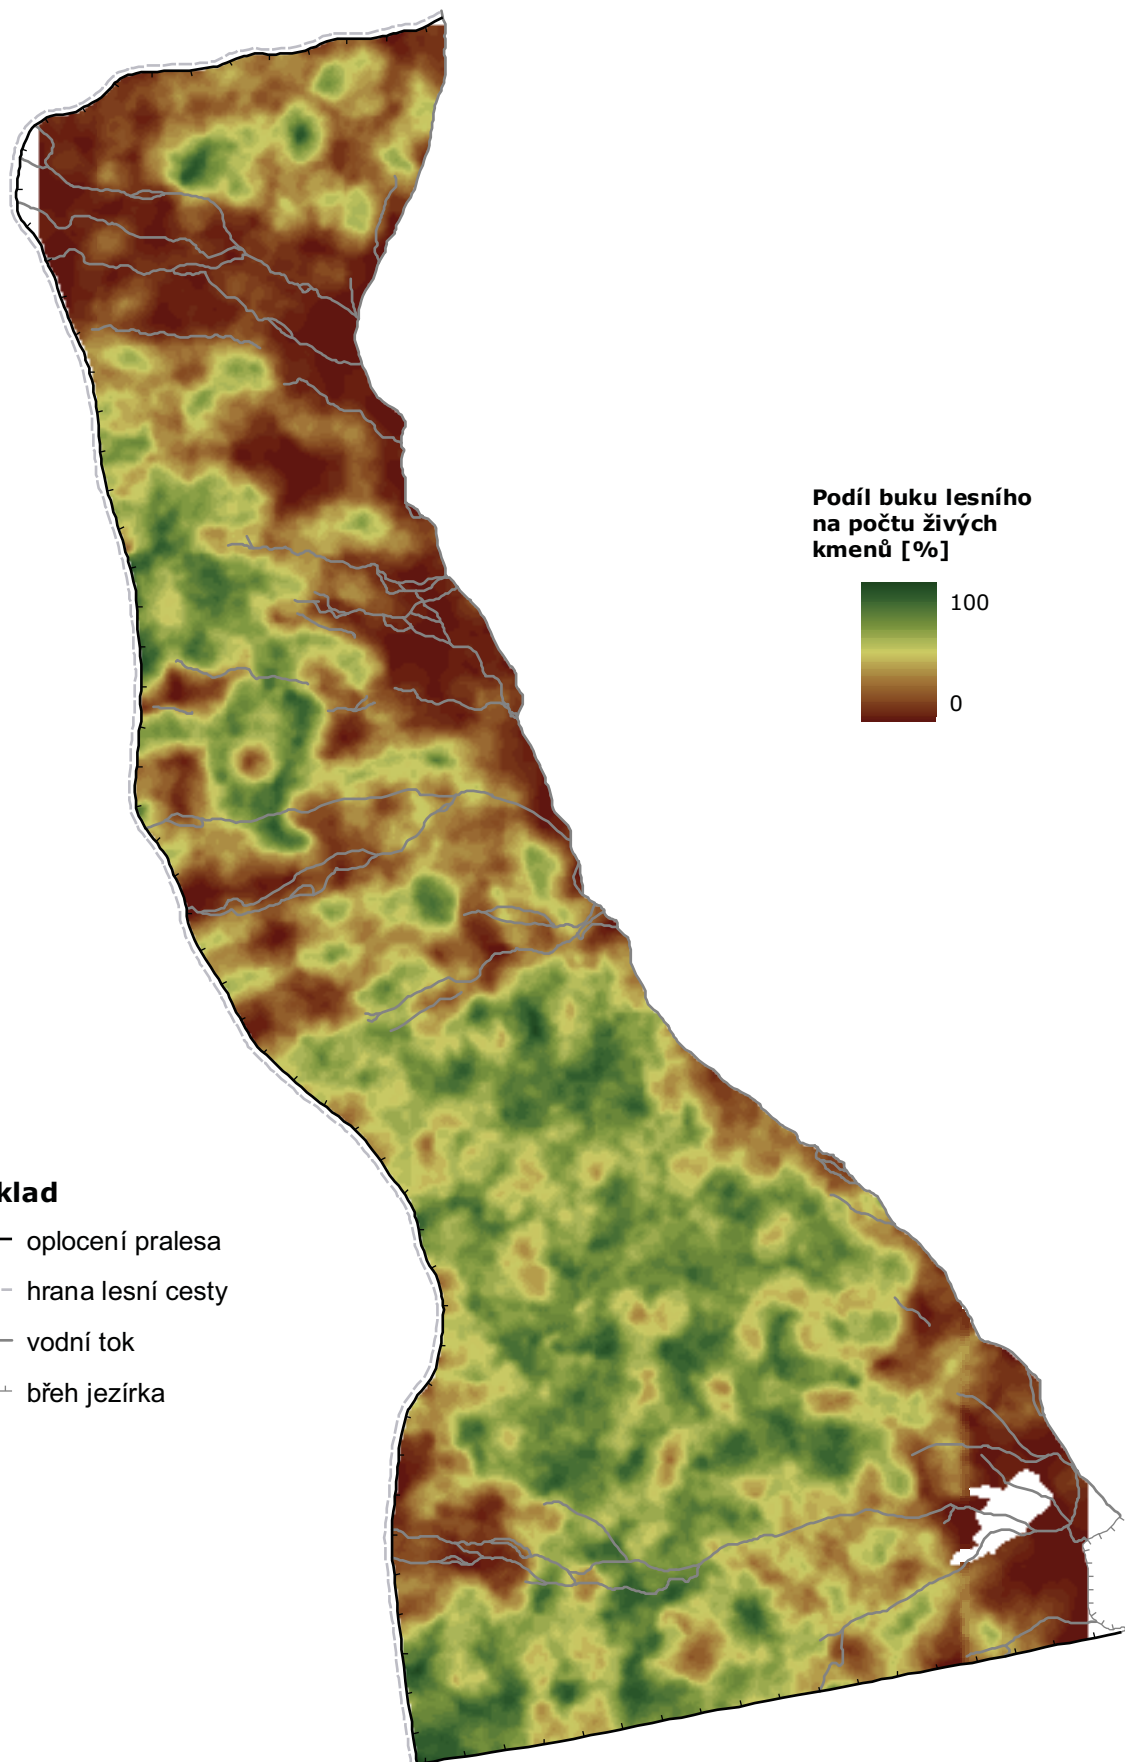 Podíl buku lesního
na počtu živých
kmenů [%]
100
0
klad
oplocení pralesa
hrana lesní cesty
vodní tok
břeh jezírka